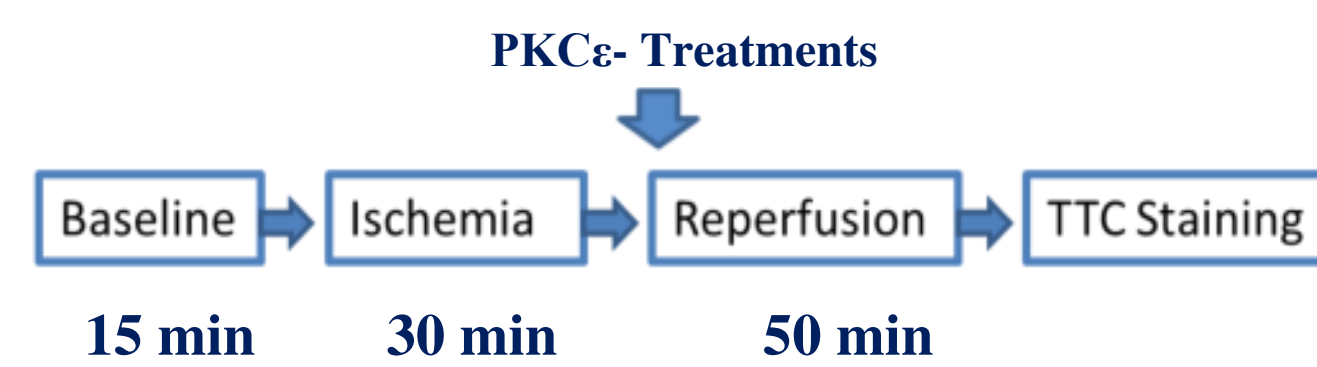 PKCε- Treatments
Baseline Ischemia Reperfusion TTC Staining
15 min 30 min 50 min